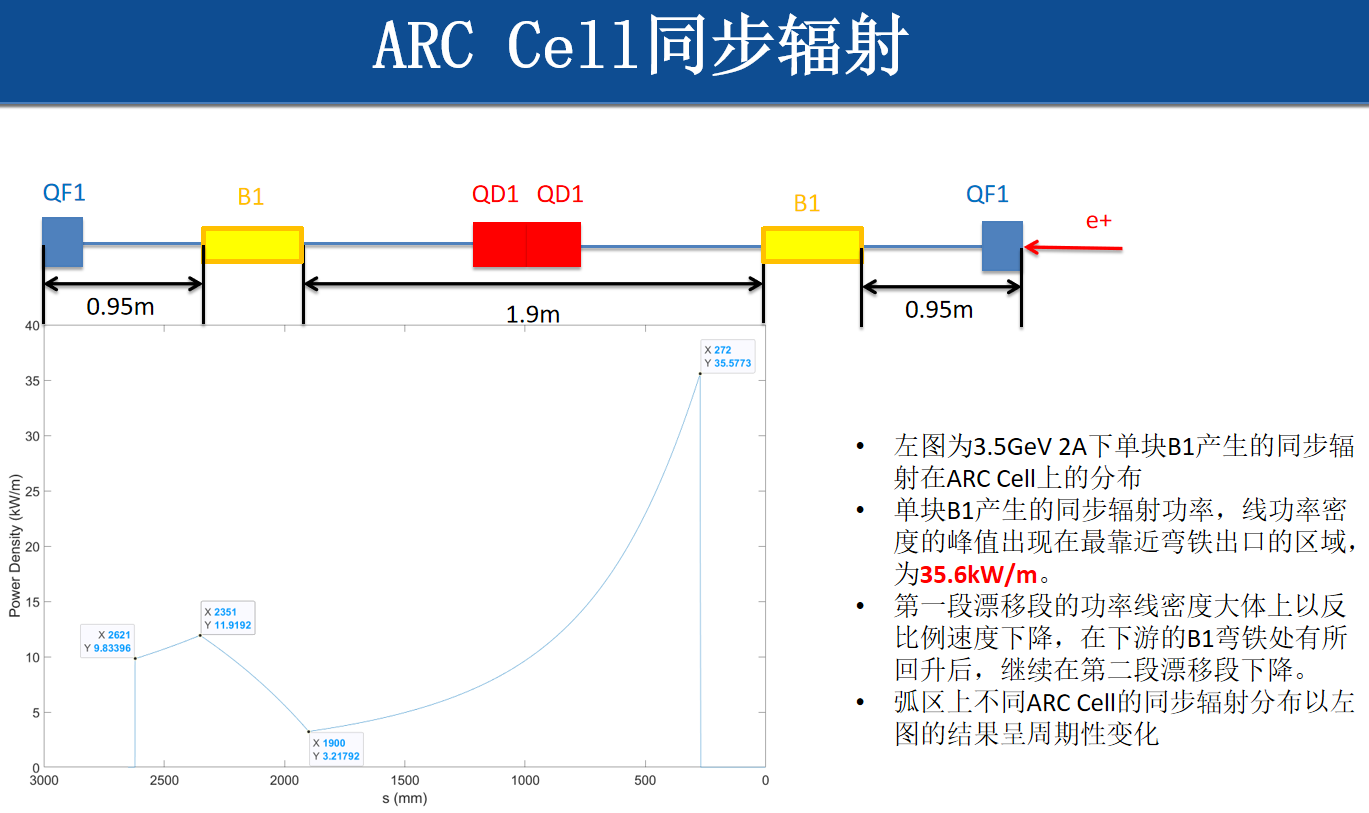 ARC Cell同步辐射
QF1
B1
QD1 QD1
B1
QF1
e+
0.95m
1.9m
0.95m
X 272
Y 35.5773
X 2351
Y 11.9192
X 2621
Y 9.83396
X 1900
Y 3.21792
Power Density (kW/m)
40
35
30
25
20
15
10
5
0
3000 2500 2000 1500 1000 500 0
s (mm)
• 左图为3.5GeV 2A下单块B1产生的同步辐
射在ARC Cell上的分布
• 单块B1产生的同步辐射功率，线功率密
度的峰值出现在最靠近弯铁出口的区域，
为35.6kW/m。
• 第一段漂移段的功率线密度大体上以反
比例速度下降，在下游的B1弯铁处有所
回升后，继续在第二段漂移段下降。
• 弧区上不同ARC Cell的同步辐射分布以左
图的结果呈周期性变化